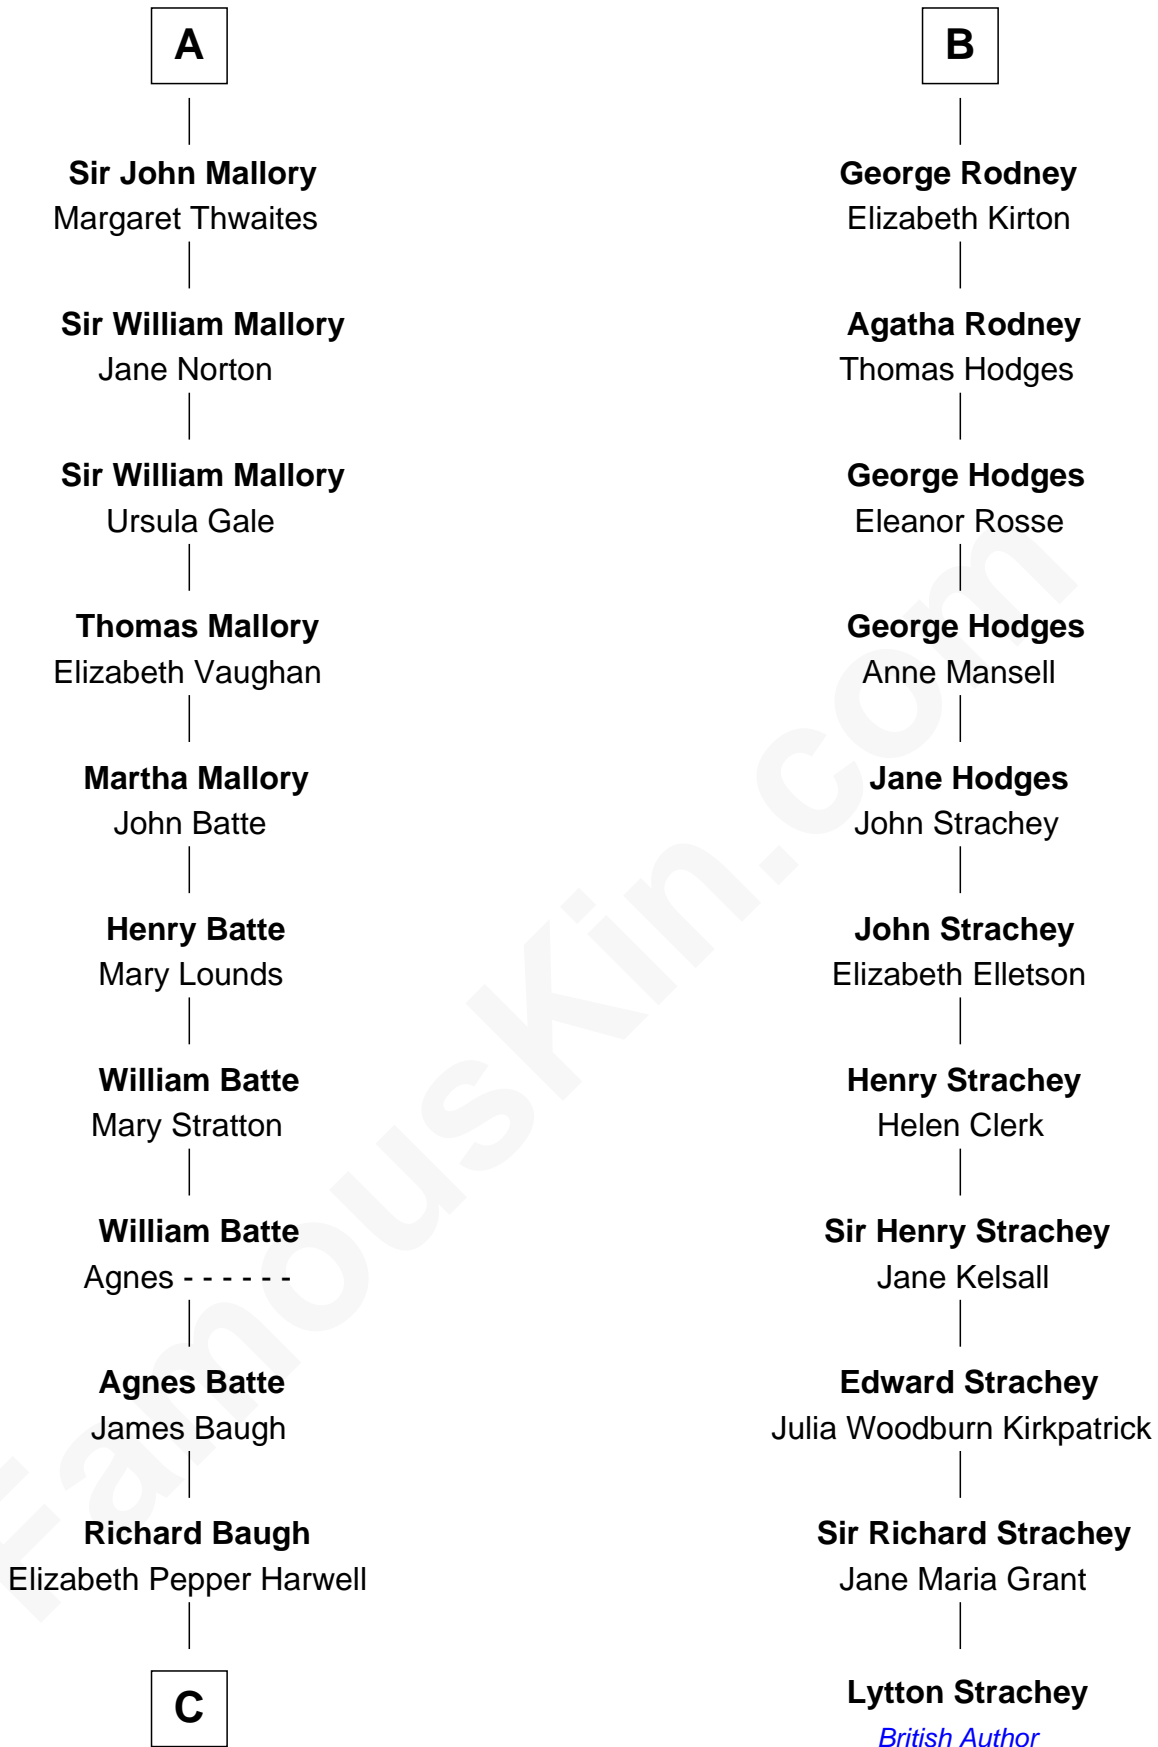 A
Sir John Mallory
Margaret Thwaites
Sir William Mallory
Jane Norton
Sir William Mallory
Ursula Gale
Thomas Mallory
Elizabeth Vaughan
Martha Mallory
John Batte
Henry Batte
Mary Lounds
William Batte
Mary Stratton
William Batte
Agnes - - - - - -
Agnes Batte
James Baugh
Richard Baugh
Elizabeth Pepper Harwell
C
B
George Rodney
Elizabeth Kirton
Agatha Rodney
Thomas Hodges
George Hodges
Eleanor Rosse
George Hodges
Anne Mansell
Jane Hodges
John Strachey
John Strachey
Elizabeth Elletson
Henry Strachey
Helen Clerk
Sir Henry Strachey
Jane Kelsall
Edward Strachey
Julia Woodburn Kirkpatrick
Sir Richard Strachey
Jane Maria Grant
Lytton Strachey
British Author
FamousKin.com